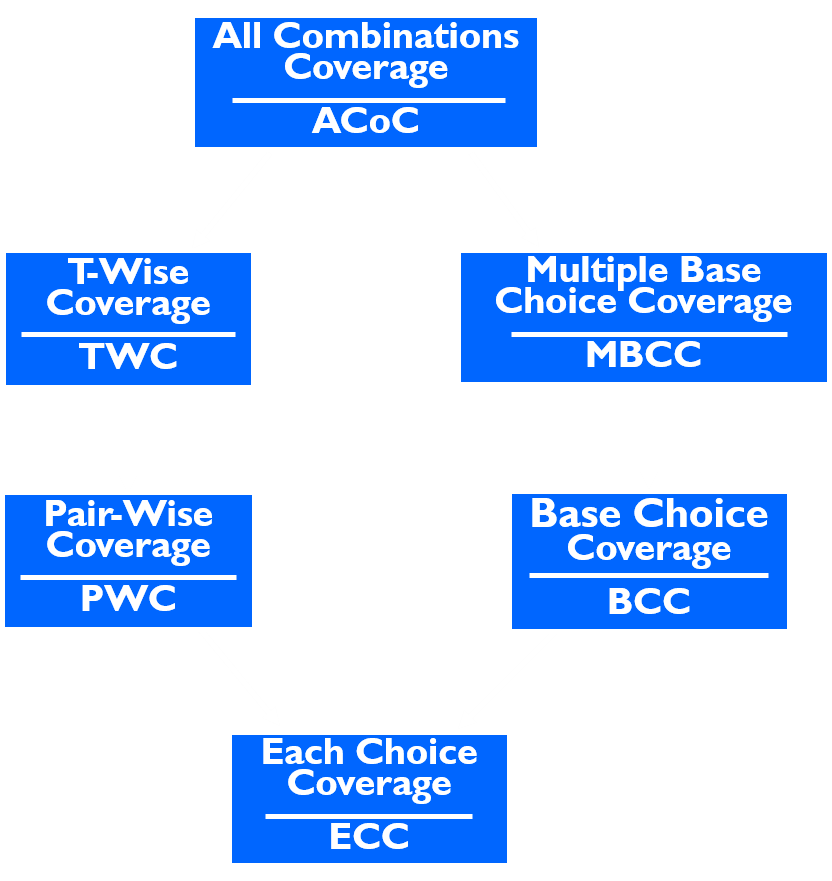 All Combinations
Coverage
ACoC
T-Wise
Coverage
TWC
Multiple Base
Choice Coverage
MBCC
Pair-Wise
Coverage
PWC
Base Choice
Coverage
BCC
Each Choice
Coverage
ECC